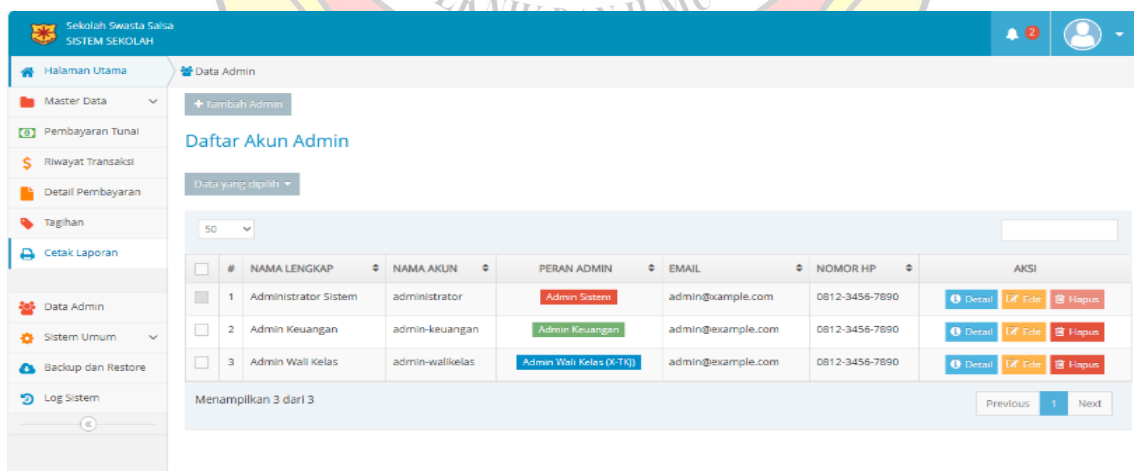 TEKNIK DAN ILMU
Sekolah Swasta Salsa
SISTEM SEKOLAH
2
Halaman Utama
Data Admin
Master Data
+ Tambah Admin
Pembayaran Tunai
Daftar Akun Admin
Riwayat Transaksi
Data yang dipilih
Detail Pembayaran
Tagihan
50
Cetak Laporan
# NAMA LENGKAP NAMA AKUN PERAN ADMIN EMAIL NOMOR HP AKSI
1 Administrator Sistem administrator Admin Sistem admin@xample.com 0812-3456-7890 Detail Edit Hapus
Data Admin
2 Admin Keuangan admin-keuangan Admin Keuangan admin@example.com 0812-3456-7890 Detail Edit Hapus
Sistem Umum
3 Admin Wali Kelas admin-walikelas Admin Wali Kelas (X-TKJ) admin@example.com 0812-3456-7890 Detail Edit Hapus
Backup dan Restore
Log Sistem
Menampilkan 3 dari 3
Previous 1 Next